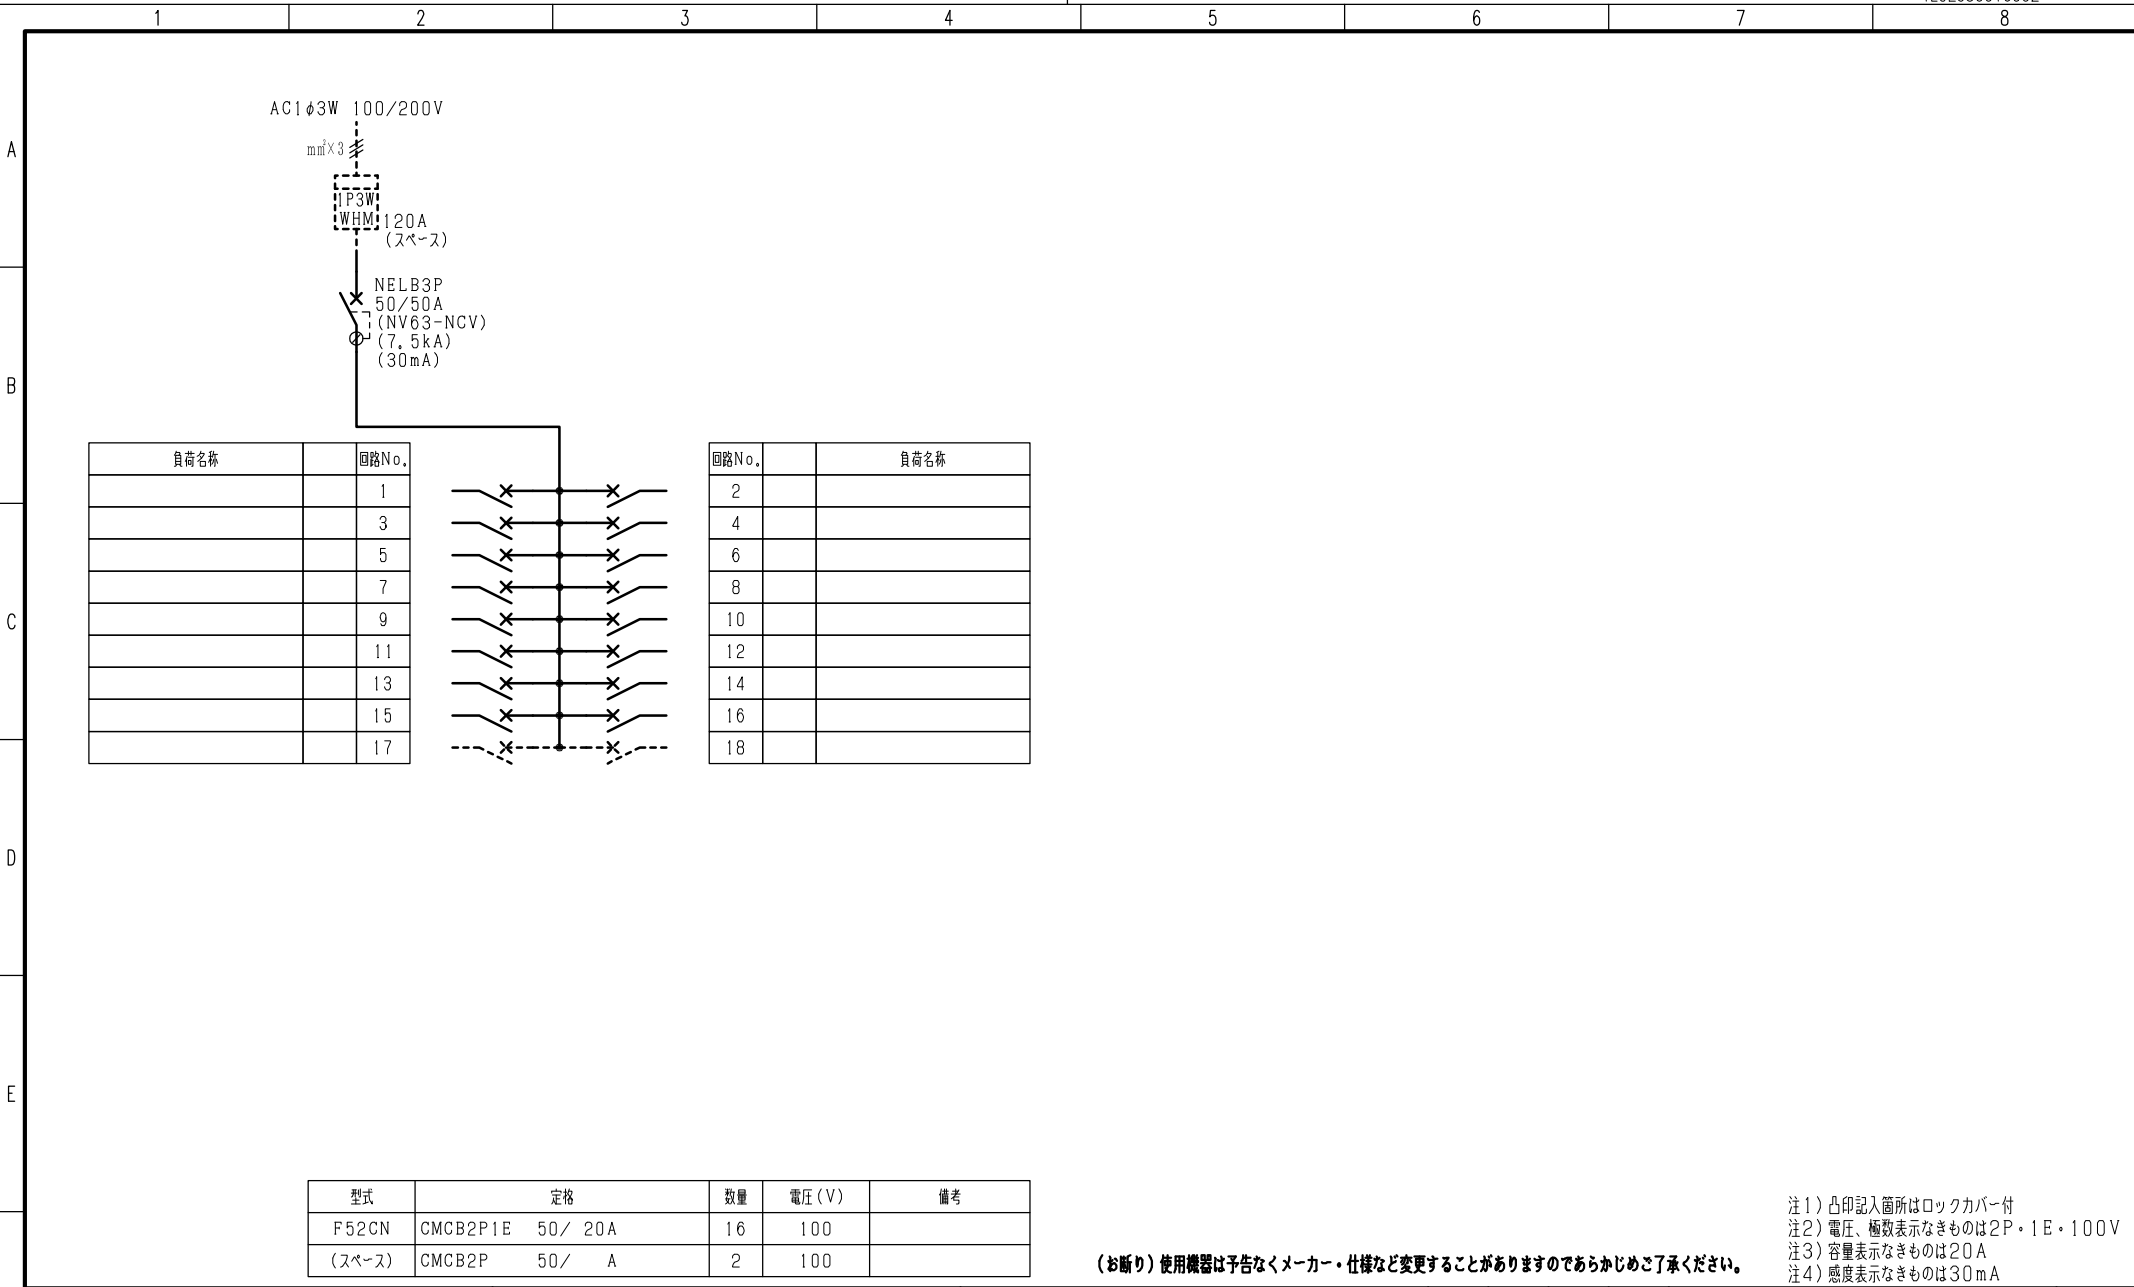 1 2 3 4 5 6 7 8
A
B
C
D
E
AC1φ3W 100/200V
mm²×3
1P3W
WHM
120A
(スペース)
NELB3P
50/50A
(NV63-NCV)
(7.5kA)
(30mA)
負荷名称 回路No. 回路No. 負荷名称
1 2
3 4
5 6
7 8
9 10
11 12
13 14
15 16
17 18
型式 定格 数量 電圧(V) 備考
F52CN CMCB2P1E 50/ 20A 16 100
(スペース) CMCB2P 50/ A 2 100
(お断り)使用機器は予告なくメーカー・仕様など変更することがありますのであらかじめご了承ください。
注1)凸印記入箇所はロックカバー付
注2)電圧、極数表示なきものは2P・1E・100V
注3)容量表示なきものは20A
注4)感度表示なきものは30mA